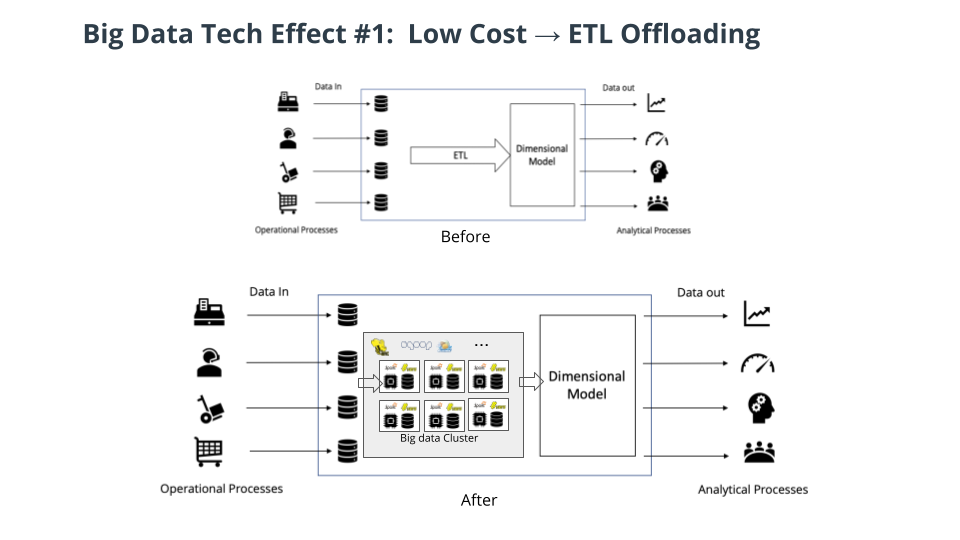 Big Data Tech Effect #1: Low Cost → ETL Offloading
Data In
Data out
ETL
Dimensional
Model
Operational Processes
Analytical Processes
Before
Data In
Data out
...
Dimensional
Model
Big data Cluster
Operational Processes
Analytical Processes
After